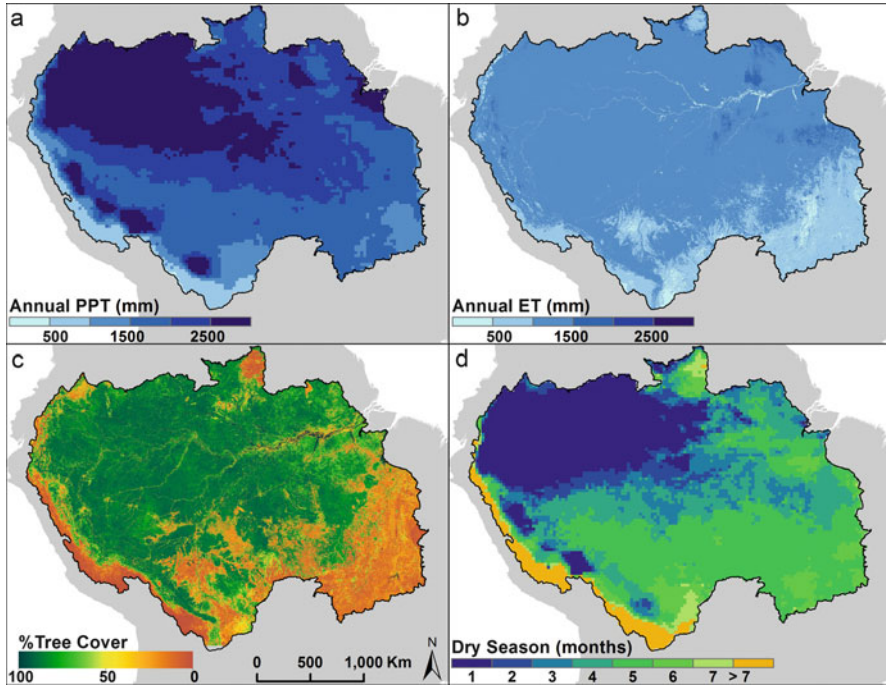 a
Annual PPT (mm)
500 1500 2500
b
Annual ET (mm)
500 1500 2500
c
%Tree Cover
100 50 0
0 500 1,000 Km
N
d
Dry Season (months)
1 2 3 4 5 6 7 > 7